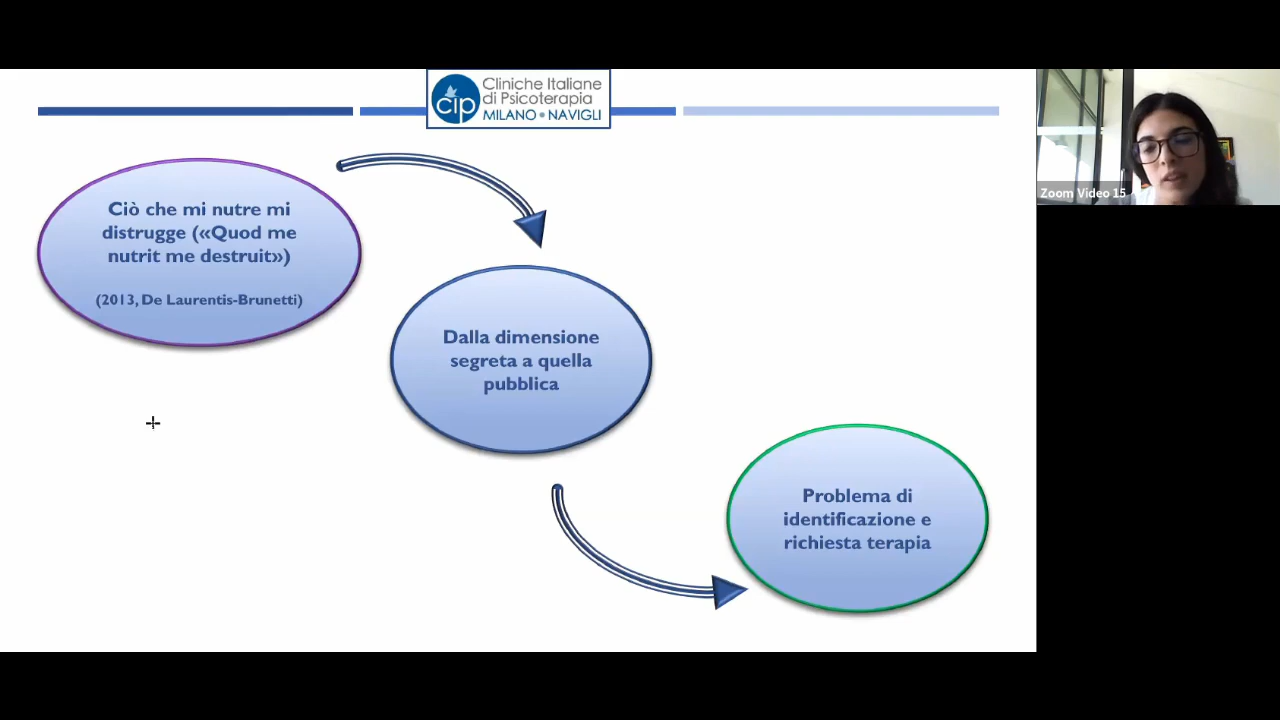 Cliniche Italiane
di Psicoterapia
cip
MILANO • NAVIGLI
Zoom Video 15
Ciò che mi nutre mi
distrugge («Quod me
nutrit me destruit»)
(2013, De Laurentis-Brunetti)
Dalla dimensione
segreta a quella
pubblica
Problema di
identificazione e
richiesta terapia